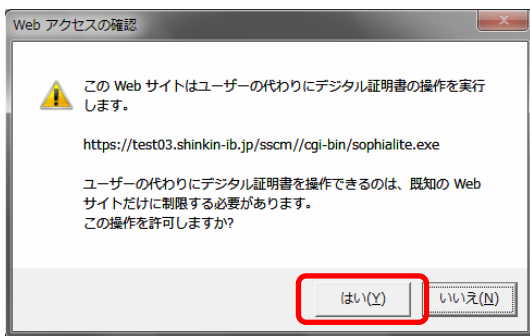 Web アクセスの確認
この Web サイトはユーザーの代わりにデジタル証明書の操作を実行
します。
https://test03.shinkin-ib.jp/sscm//cgi-bin/sophialite.exe
ユーザーの代わりにデジタル証明書を操作できるのは、既知の Web
サイトだけに制限する必要があります。
この操作を許可しますか?
はい(Y) いいえ(N)